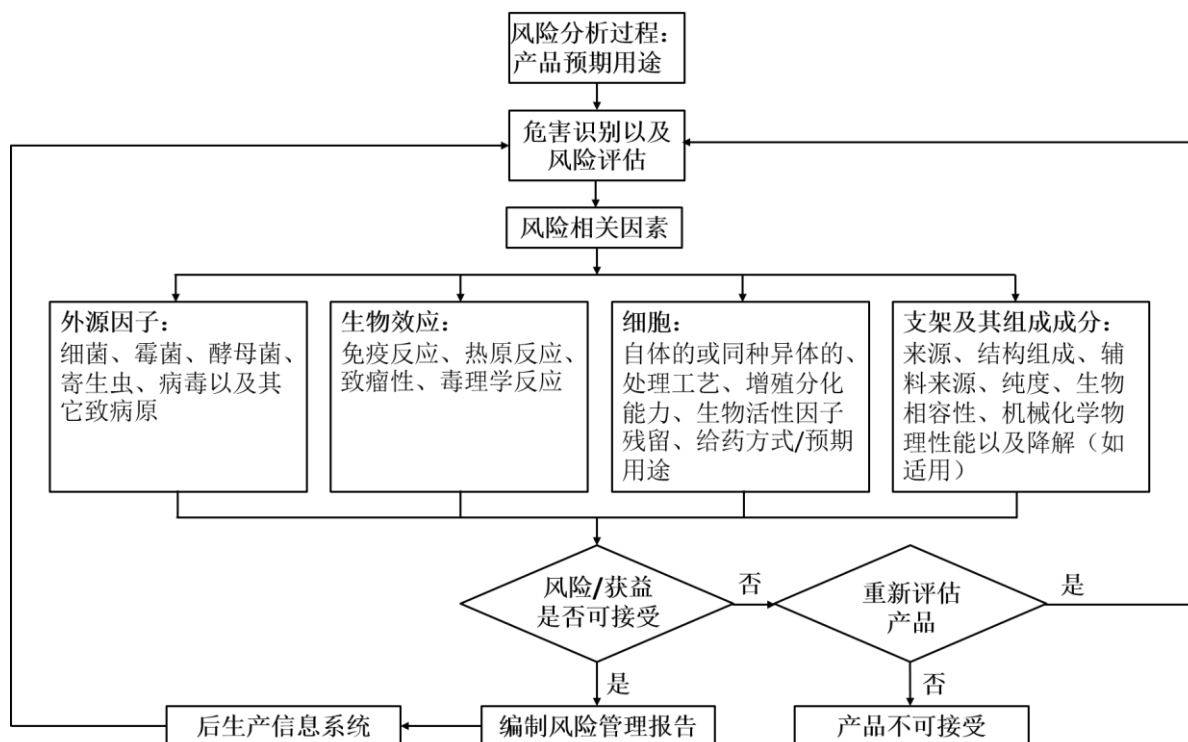 风险分析过程：
产品预期用途
危害识别以及
风险评估
风险相关因素
外源因子：
细菌、霉菌、酵母菌、
寄生虫、病毒以及其
它致病原
生物效应：
免疫反应、热原反应、
致瘤性、毒理学反应
细胞：
自体的或同种异体的、
处理工艺、增殖分化
能力、生物活性因子
残留、给药方式/预期
用途
支架及其组成成分：
来源、结构组成、辅
料来源、纯度、生物
相容性、机械化学物
理性能以及降解（如
适用）
风险/获益
是否可接受
否
重新评估
产品
是
是
否
后生产信息系统
编制风险管理报告
产品不可接受